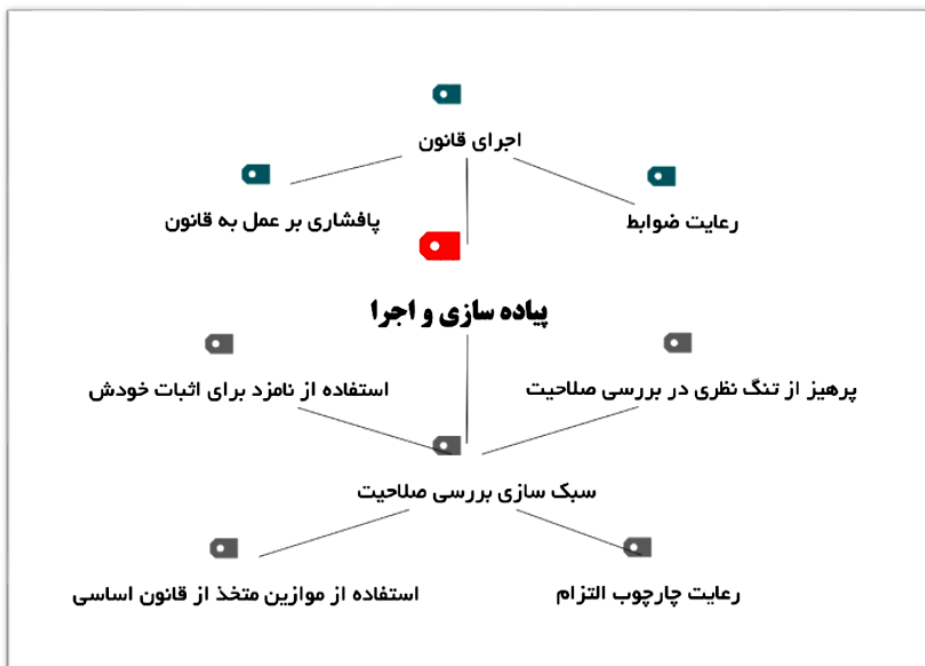 اجرای قانون
رعایت ضوابط
پافشاری بر عمل به قانون
پیاده سازی و اجرا
پرهیز از تنگ نظری در بررسی صلاحیت
استفاده از نامزد برای اثبات خودش
سبک سازی بررسی صلاحیت
رعایت چارچوب التزام
استفاده از موازین متخذ از قانون اساسی